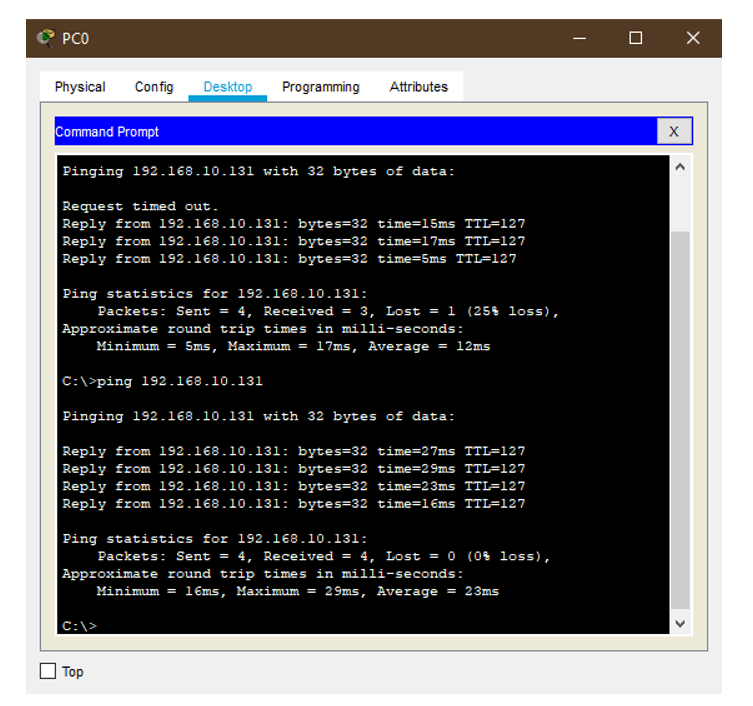 PC0
Physical Config Desktop Programming Attributes
Command Prompt
X
Pinging 192.168.10.131 with 32 bytes of data:
Request timed out.
Reply from 192.168.10.131: bytes=32 time=15ms TTL=127
Reply from 192.168.10.131: bytes=32 time=17ms TTL=127
Reply from 192.168.10.131: bytes=32 time=5ms TTL=127
Ping statistics for 192.168.10.131:
Packets: Sent = 4, Received = 3, Lost = 1 (25% loss),
Approximate round trip times in milli-seconds:
Minimum = 5ms, Maximum = 17ms, Average = 12ms
C:\>ping 192.168.10.131
Pinging 192.168.10.131 with 32 bytes of data:
Reply from 192.168.10.131: bytes=32 time=27ms TTL=127
Reply from 192.168.10.131: bytes=32 time=29ms TTL=127
Reply from 192.168.10.131: bytes=32 time=23ms TTL=127
Reply from 192.168.10.131: bytes=32 time=16ms TTL=127
Ping statistics for 192.168.10.131:
Packets: Sent = 4, Received = 4, Lost = 0 (0% loss),
Approximate round trip times in milli-seconds:
Minimum = 16ms, Maximum = 29ms, Average = 23ms
C:\>
Top